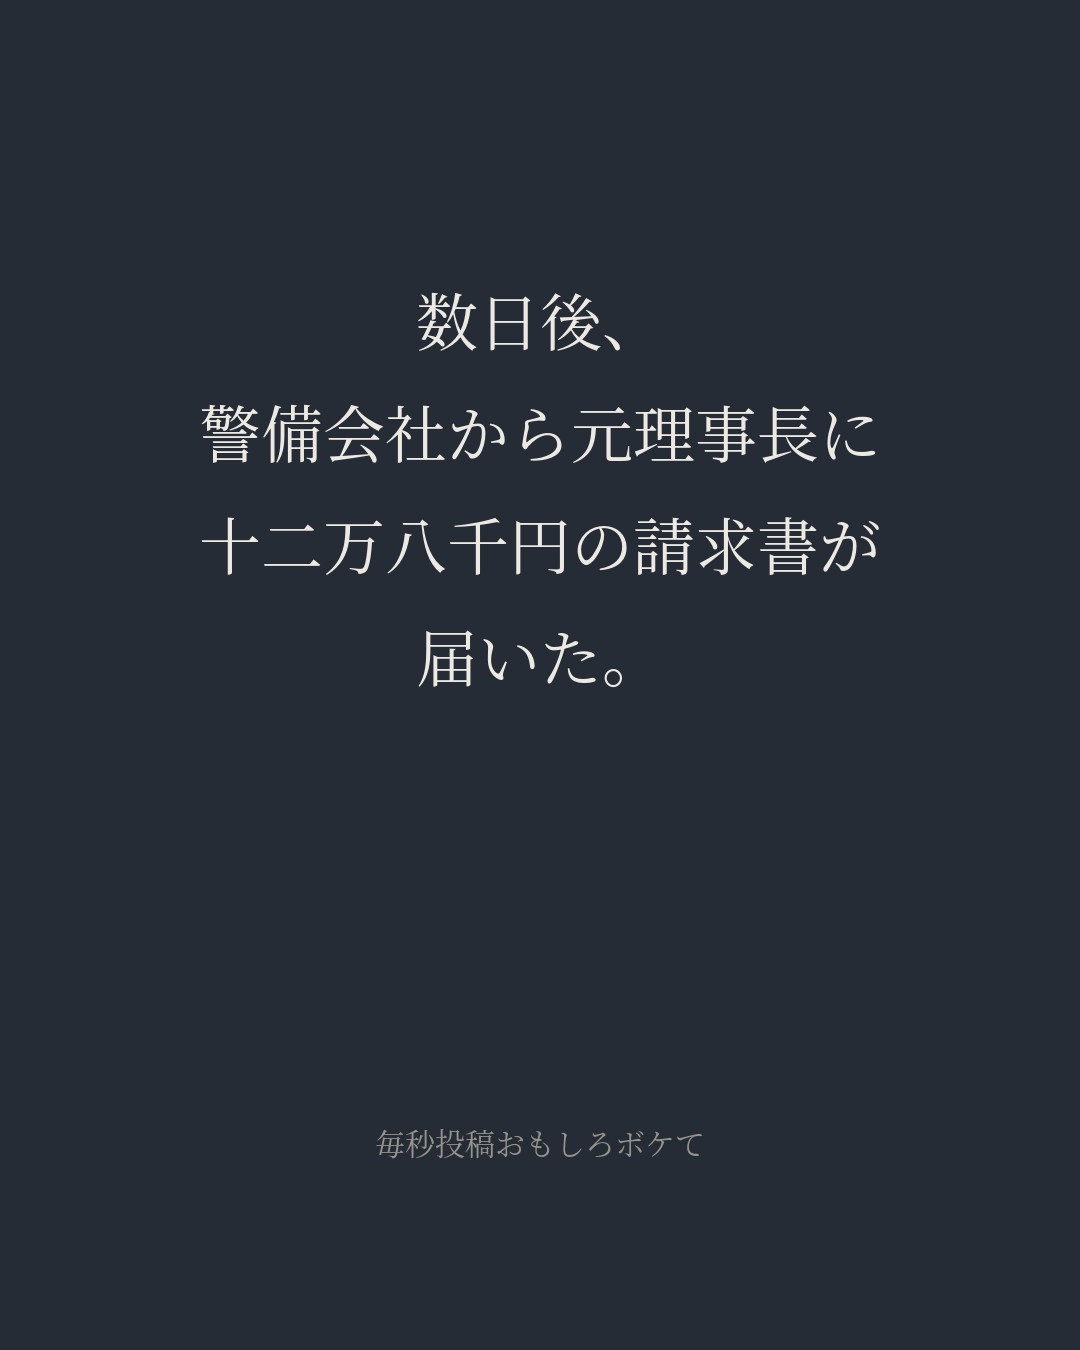 数日後、
警備会社から元理事長に
十二万八千円の請求書が
届いた。
毎秒投稿おもしろボケて